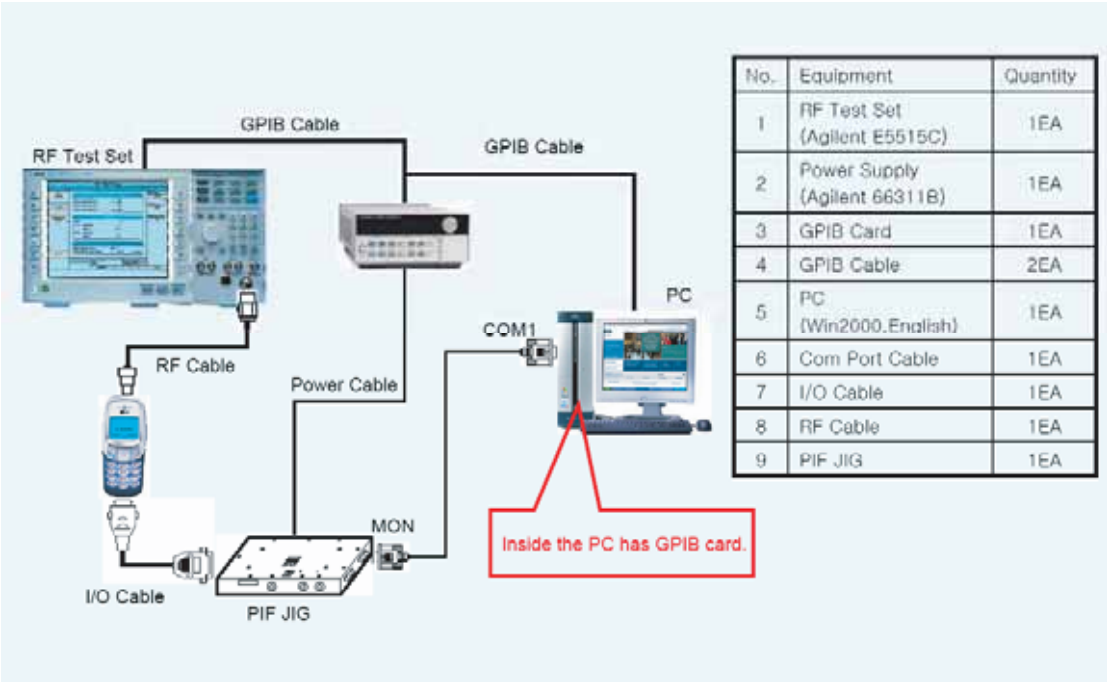 GPIB Cable
GPIB Cable
RF Test Set
PC
COM1
RF Cable
Power Cable
MON
Inside the PC has GPIB card.
I/O Cable
PIF JIG
No. Equipment Quantity
1 RF Test Set (Agilent E5515C) 1EA
2 Power Supply (Agilent 66311B) 1EA
3 GPIB Card 1EA
4 GPIB Cable 2EA
5 PC (Win2000,English) 1EA
6 Com Port Cable 1EA
7 I/O Cable 1EA
8 RF Cable 1EA
9 PIF JIG 1EA